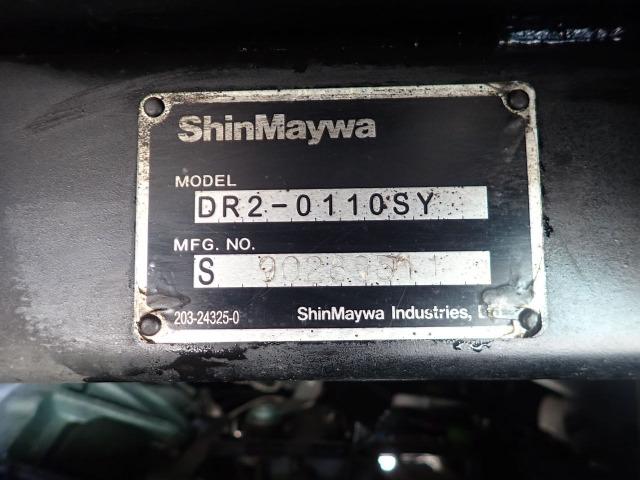 ShinMaywa
MODEL
DR2-0110SY
MFG. NO.
S
203-24325-0
ShinMaywa Industries,